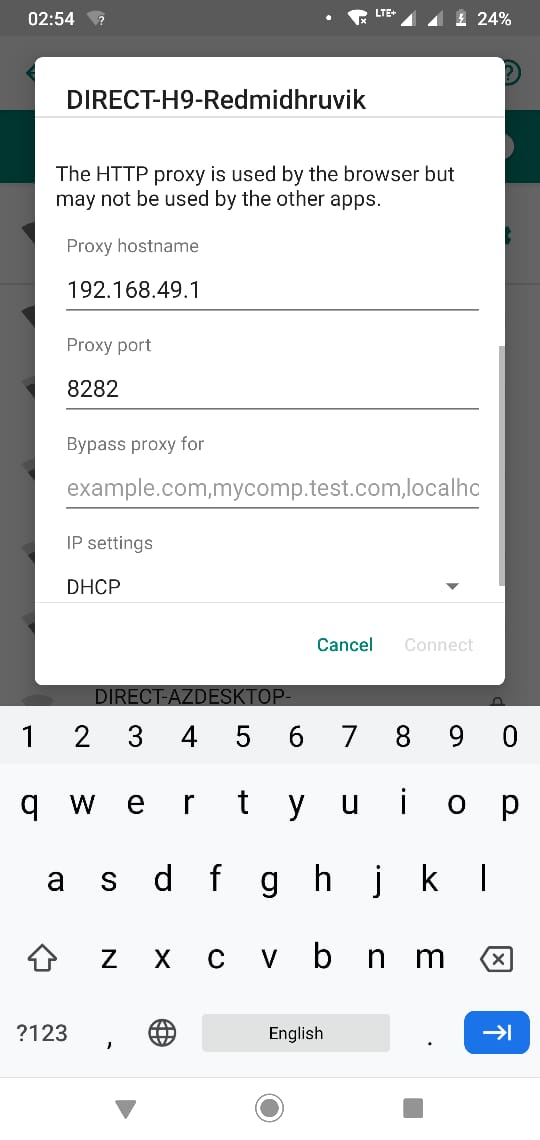 02:54
LTE+
24%
DIRECT-H9-Redmidhruvik
The HTTP proxy is used by the browser but
may not be used by the other apps.
Proxy hostname
192.168.49.1
Proxy port
8282
Bypass proxy for
example.com,mycomp.test.com,localhc
IP settings
DHCP
Cancel
Connect
DIRECT-AZDESKTOP-
1 2 3 4 5 6 7 8 9 0
q w e r t y u i o p
a s d f g h j k l
z x c v b n m
?123 , English .